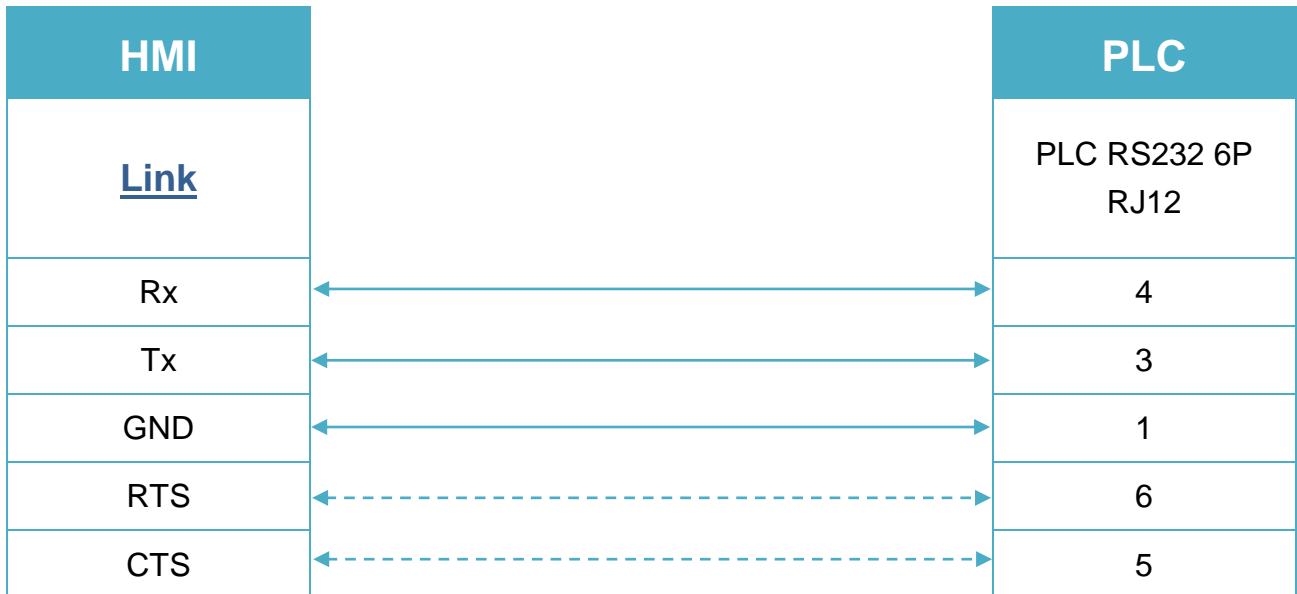 HMI PLC
Link PLC RS232 6P
RJ12
Rx 4
Tx 3
GND 1
RTS 6
CTS 5